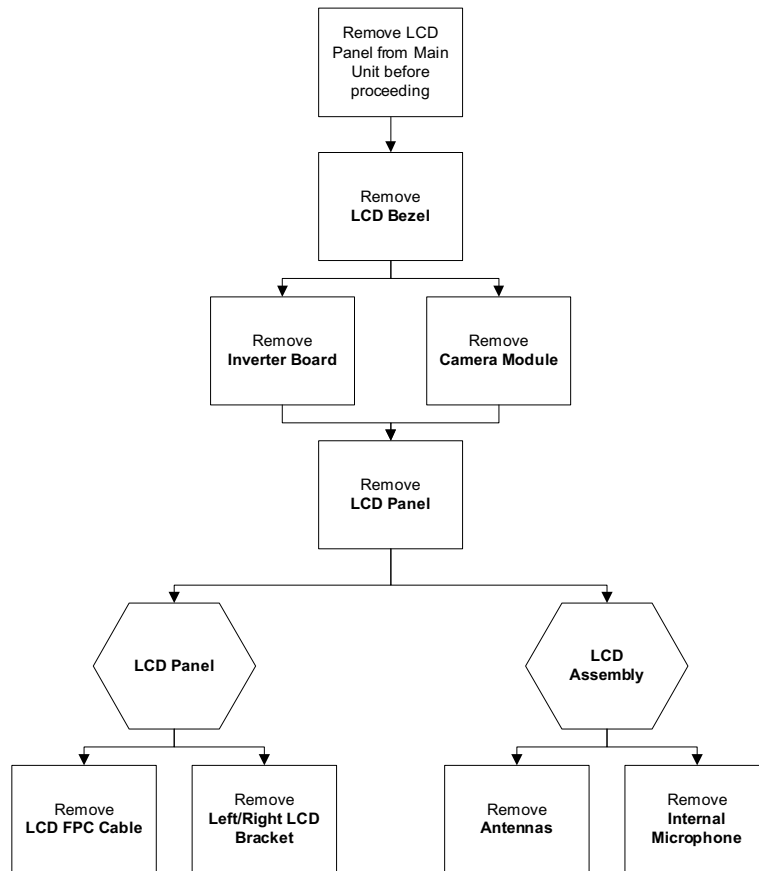 Remove LCD
Panel from Main
Unit before
proceeding
Remove
LCD Bezel
Remove
Inverter Board
Remove
Camera Module
Remove
LCD Panel
LCD Panel
LCD
Assembly
Remove
LCD FPC Cable
Remove
Left/Right LCD
Bracket
Remove
Antennas
Remove
Internal
Microphone